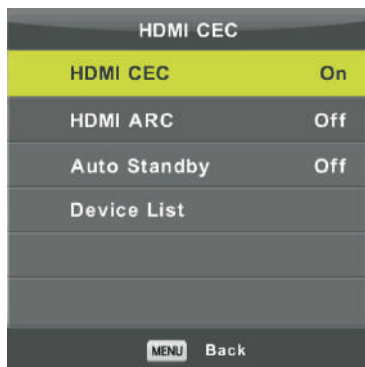 HDMI CEC
HDMI CEC On
HDMI ARC Off
Auto Standby Off
Device List
MENU Back